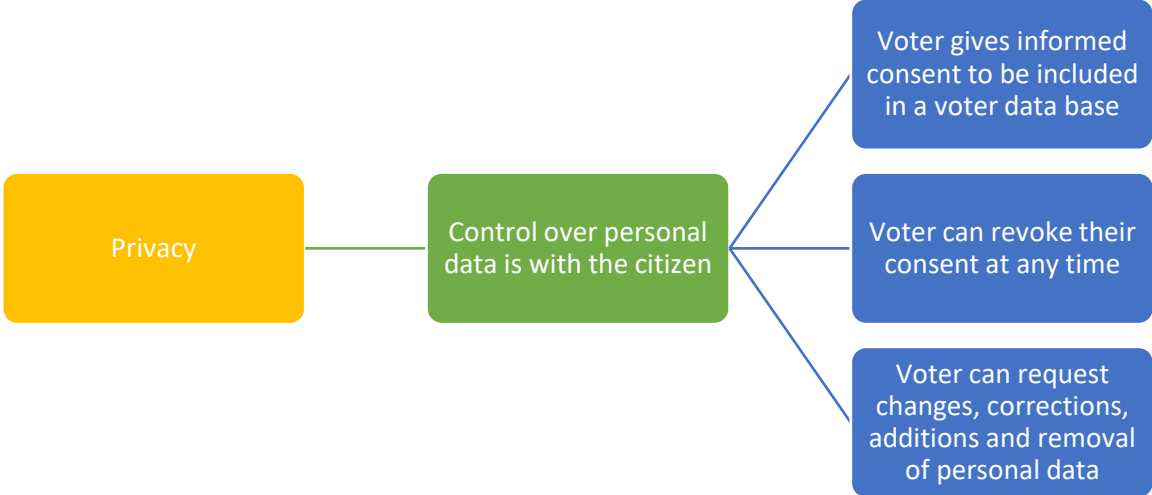 Privacy
Control over personal
data is with the citizen
Voter gives informed
consent to be included
in a voter data base
Voter can revoke their
consent at any time
Voter can request
changes, corrections,
additions and removal
of personal data